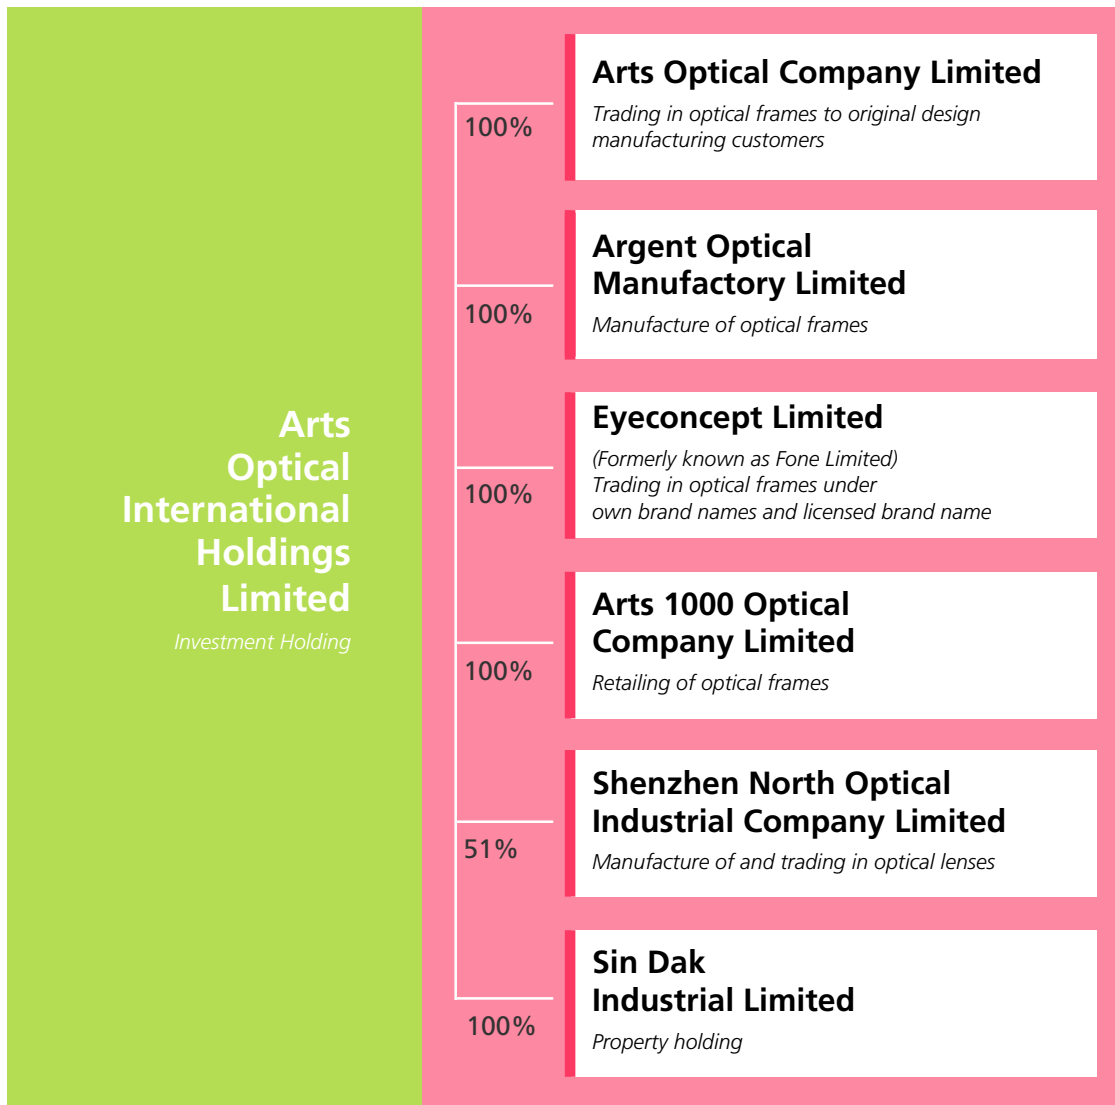 Arts
Optical
International
Holdings
Limited
Investment Holding
100%
Arts Optical Company Limited
Trading in optical frames to original design
manufacturing customers
100%
Argent Optical
Manufactory Limited
Manufacture of optical frames
100%
Eyeconcept Limited
(Formerly known as Fone Limited)
Trading in optical frames under
own brand names and licensed brand name
100%
Arts 1000 Optical
Company Limited
Retailing of optical frames
51%
Shenzhen North Optical
Industrial Company Limited
Manufacture of and trading in optical lenses
100%
Sin Dak
Industrial Limited
Property holding